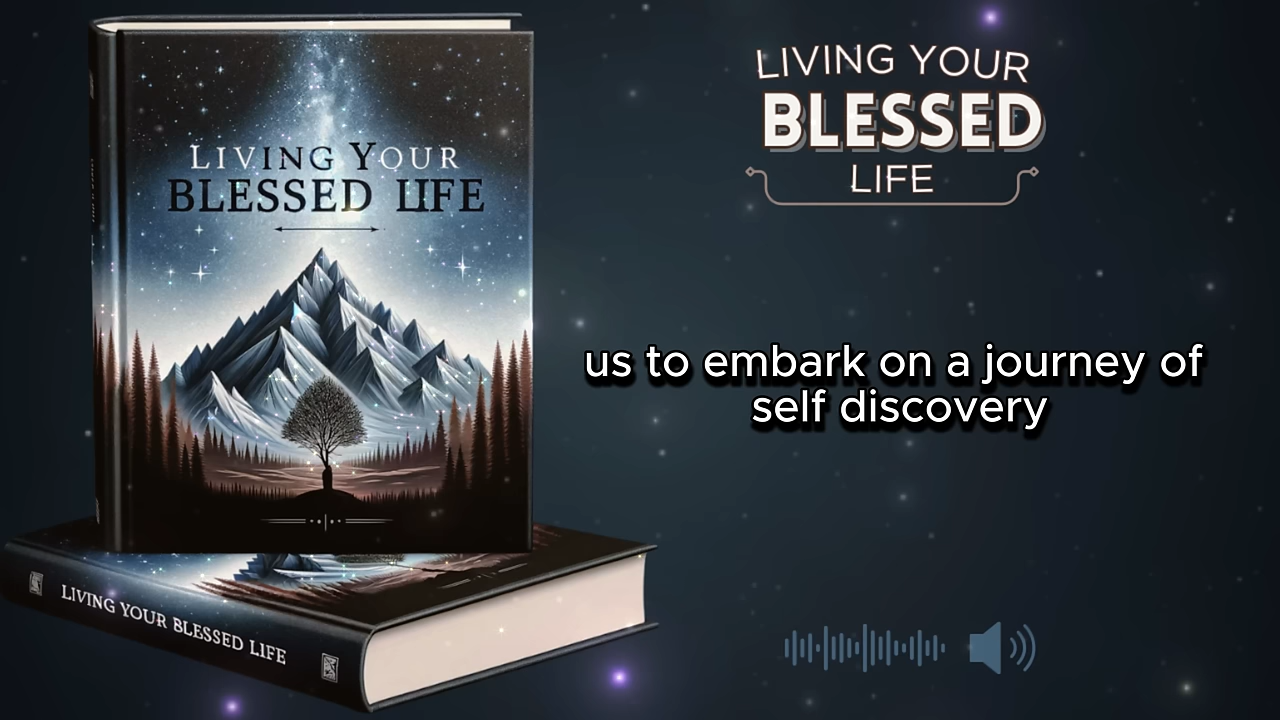 LIVING YOUR
BLESSED LIFE
LIVING YOUR BLESSED LIFE
LIVING YOUR
BLESSED
LIFE
us to embark on a journey of
self discovery